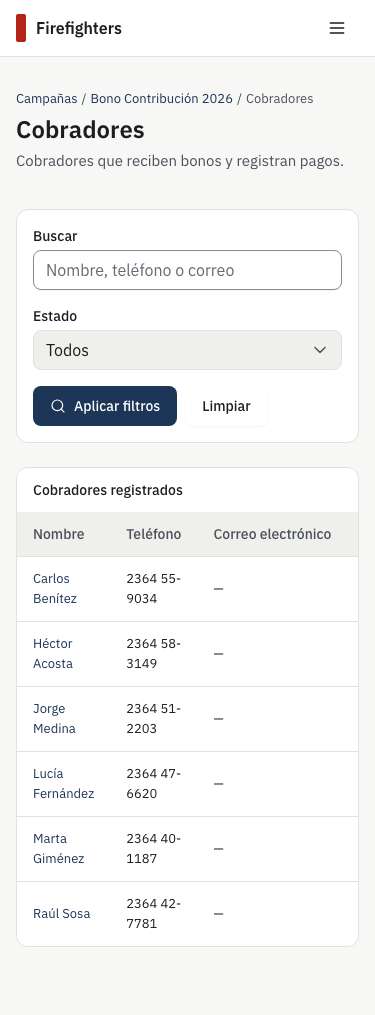 Firefighters
Campañas / Bono Contribución 2026 / Cobradores
Cobradores
Cobradores que reciben bonos y registran pagos.
Buscar
Nombre, teléfono o correo
Estado
Todos
Aplicar filtros Limpiar
Cobradores registrados
Nombre Teléfono Correo electrónico
Carlos Benítez 2364 55-9034 —
Héctor Acosta 2364 58-3149 —
Jorge Medina 2364 51-2203 —
Lucía Fernández 2364 47-6620 —
Marta Giménez 2364 40-1187 —
Raúl Sosa 2364 42-7781 —